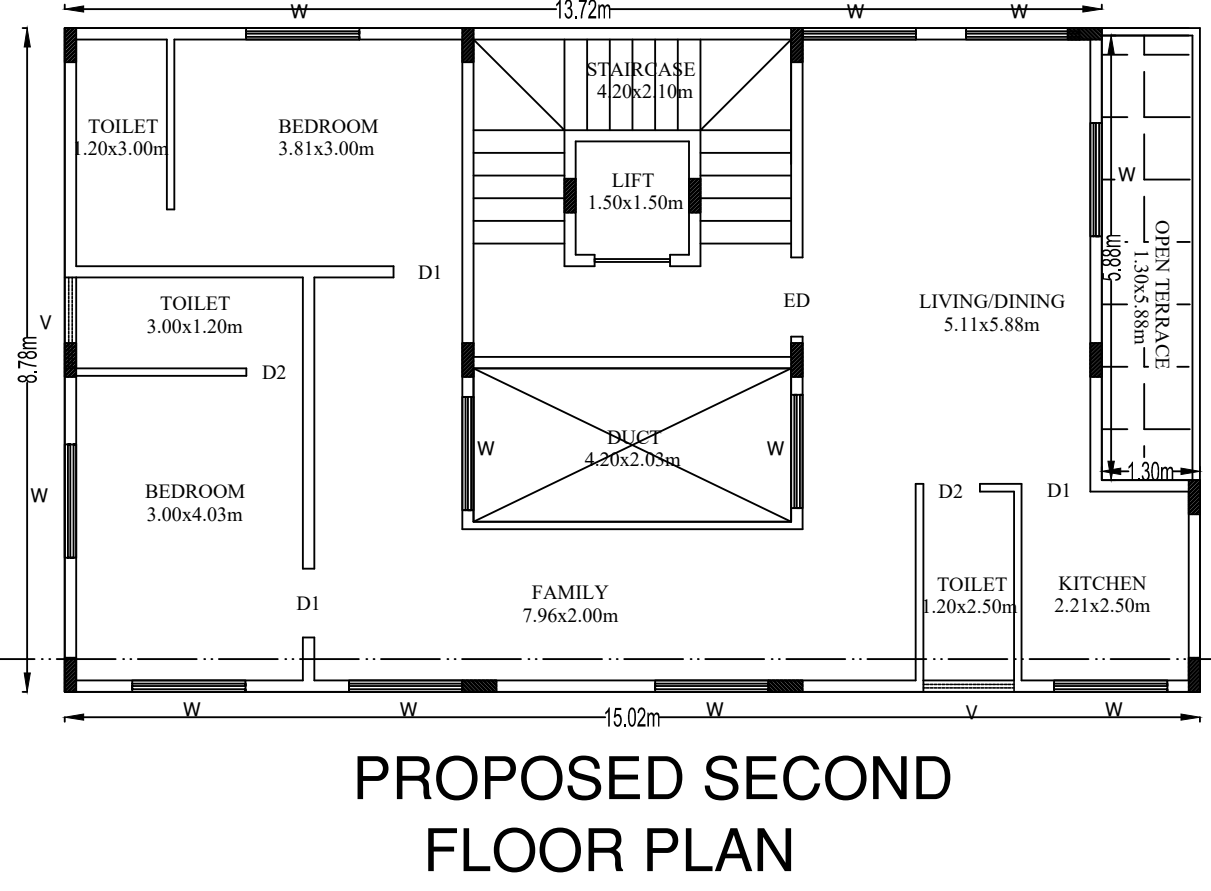 W
13.72m
W
W
STAIRCASE
4.20x2.10m
TOILET
1.20x3.00m
BEDROOM
3.81x3.00m
LIFT
1.50x1.50m
W
OPEN TERRACE
1.30x5.88m
5.88m
D1
ED
TOILET
3.00x1.20m
LIVING/DINING
5.11x5.88m
V
8.78m
D2
DUCT
4.20x2.03m
W
W
1.30m
W
BEDROOM
3.00x4.03m
D2
D1
FAMILY
7.96x2.00m
TOILET
1.20x2.50m
KITCHEN
2.21x2.50m
D1
W
W
15.02m
W
V
W
PROPOSED SECOND
FLOOR PLAN